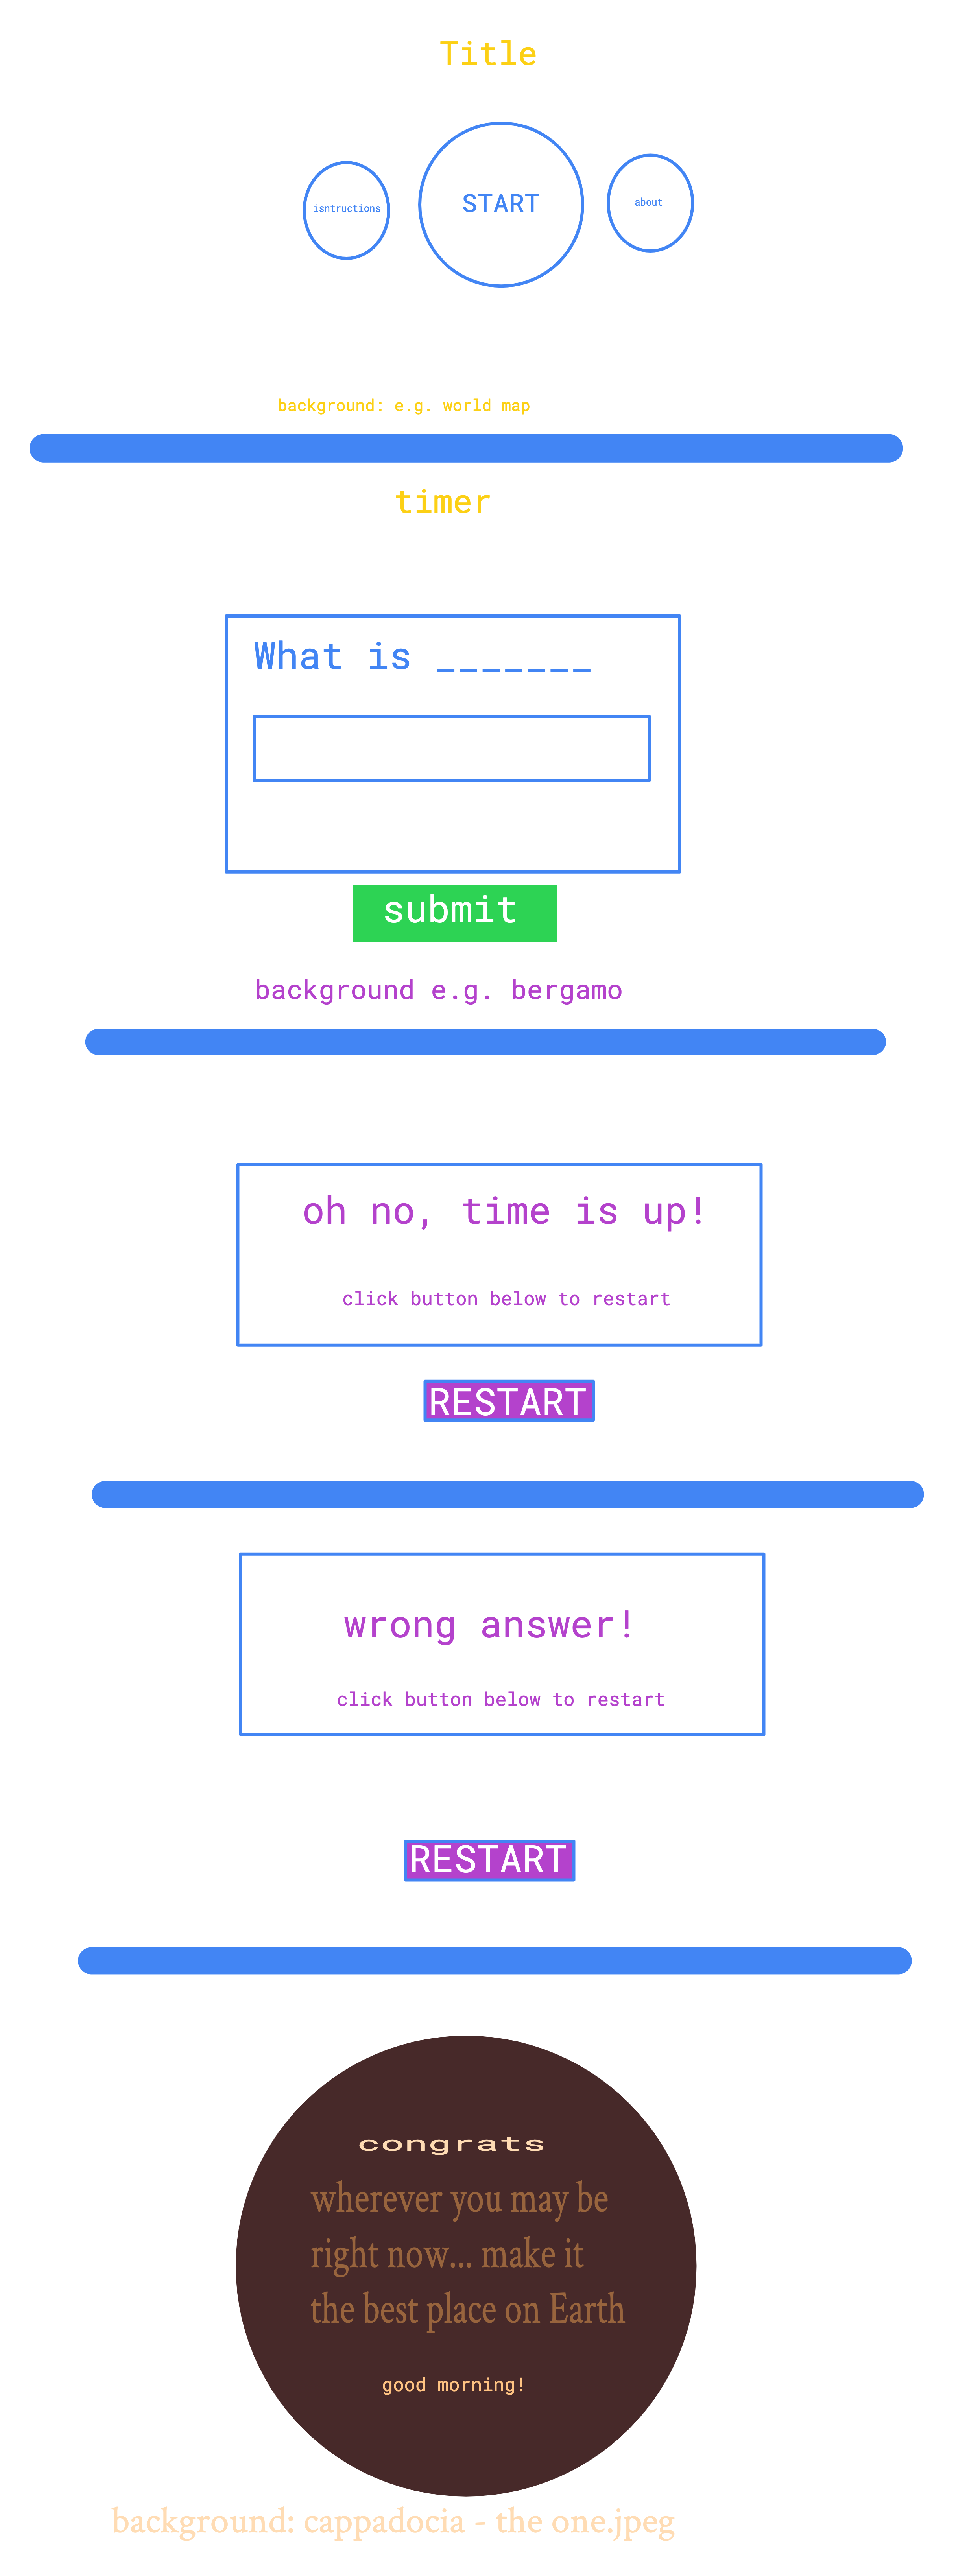 Title
isntructions
START
about
background: e.g. world map
timer
What is _______
submit
background e.g. bergamo
oh no, time is up!
click button below to restart
RESTART
wrong answer!
click button below to restart
RESTART
congrats
wherever you may be
right now... make it
the best place on Earth
good morning!
background: cappadocia - the one.jpeg